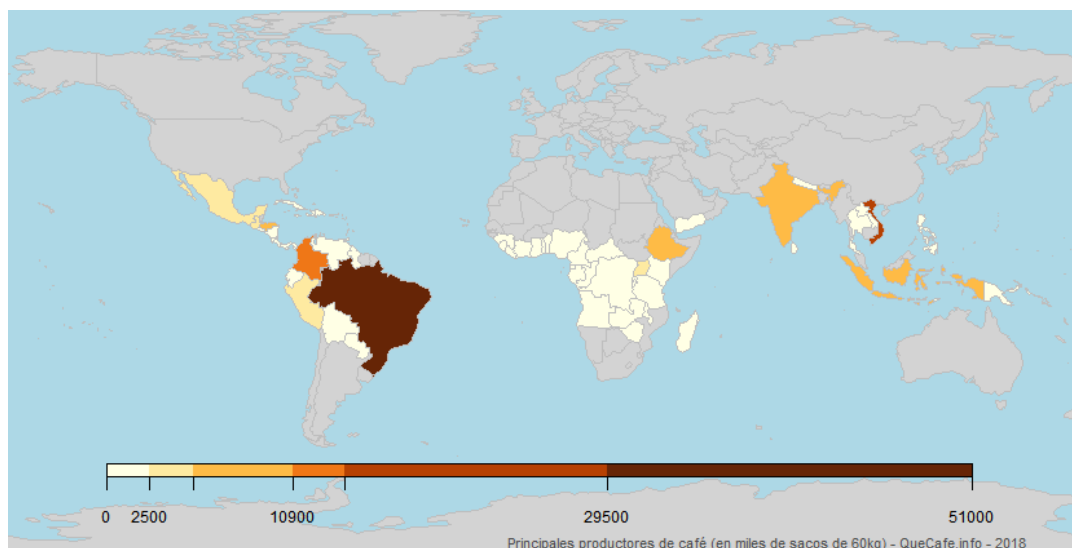 0 2500 10900 29500 51000
Principales productores de café (en miles de sacos de 60kg) - QueCafe.info - 2018